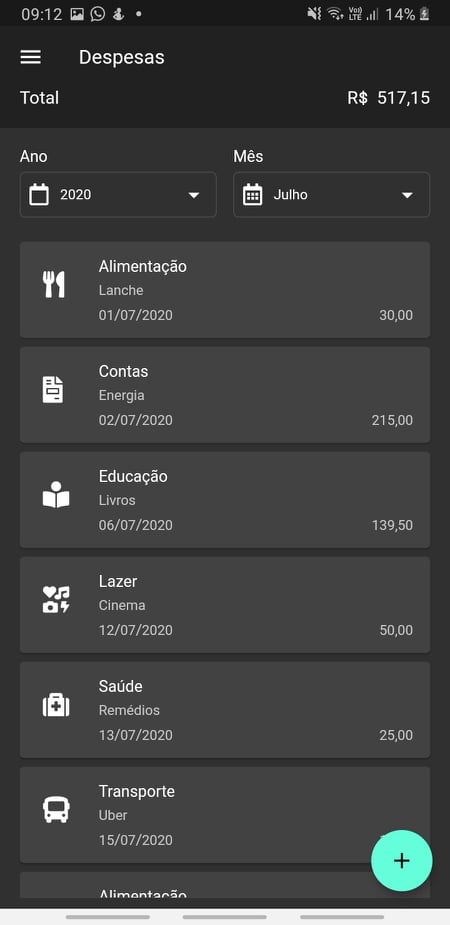 09:12 14%
Vo) LTE
Despesas
Total R$ 517,15
Ano Mês
2020 Julho
Alimentação
Lanche
01/07/2020 30,00
Contas
Energia
02/07/2020 215,00
Educação
Livros
06/07/2020 139,50
Lazer
Cinema
12/07/2020 50,00
Saúde
Remédios
13/07/2020 25,00
Transporte
Uber
15/07/2020
Alimentação